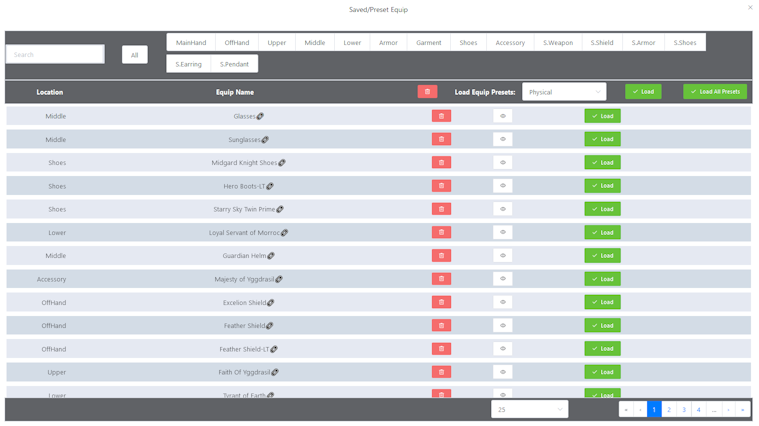 Saved/Preset Equip
Search
All
MainHand OffHand Upper Middle Lower Armor Garment Shoes Accessory S.Weapon S.Shield S.Armor S.Shoes
S.Earring S.Pendant
Location Equip Name Load Equip Presets: Physical Load Load All Presets
Middle Glasses Load
Middle Sunglasses Load
Shoes Midgard Knight Shoes Load
Shoes Hero Boots-LT Load
Shoes Starry Sky Twin Prime Load
Lower Loyal Servant of Morroc Load
Middle Guardian Helm Load
Accessory Majesty of Yggdrasil Load
OffHand Excelion Shield Load
OffHand Feather Shield Load
OffHand Feather Shield-LT Load
Upper Faith Of Yggdrasil Load
Lower Tyrant of Earth Load
25 « ‹ 1 2 3 4 ... › »